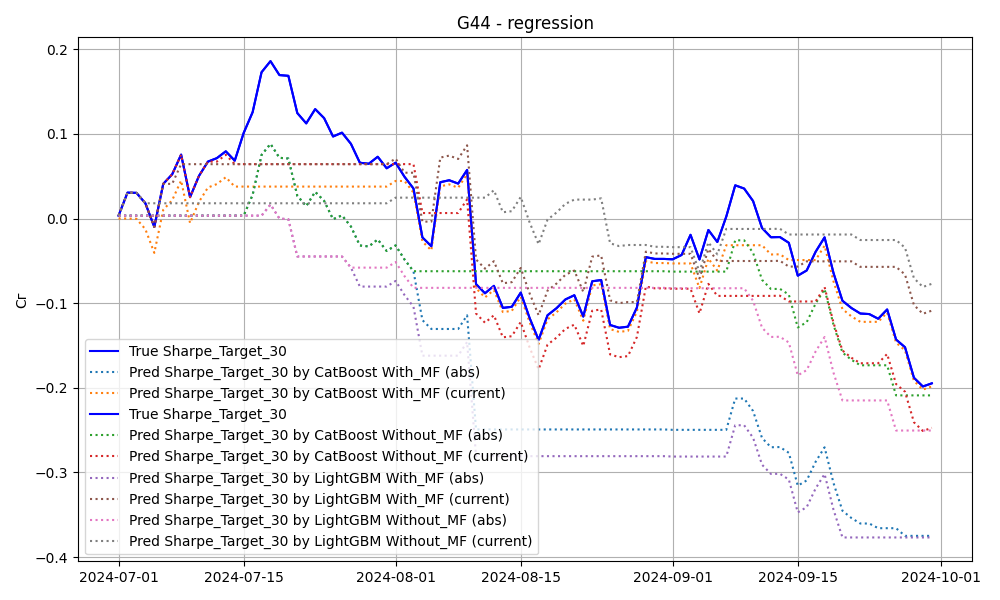 G44 - regression
0.2
0.1
0.0
−0.1
−0.2
−0.3
−0.4
Cr
True Sharpe_Target_30
Pred Sharpe_Target_30 by CatBoost With_MF (abs)
Pred Sharpe_Target_30 by CatBoost With_MF (current)
True Sharpe_Target_30
Pred Sharpe_Target_30 by CatBoost Without_MF (abs)
Pred Sharpe_Target_30 by CatBoost Without_MF (current)
Pred Sharpe_Target_30 by LightGBM With_MF (abs)
Pred Sharpe_Target_30 by LightGBM With_MF (current)
Pred Sharpe_Target_30 by LightGBM Without_MF (abs)
Pred Sharpe_Target_30 by LightGBM Without_MF (current)
2024-07-01 2024-07-15 2024-08-01 2024-08-15 2024-09-01 2024-09-15 2024-10-01